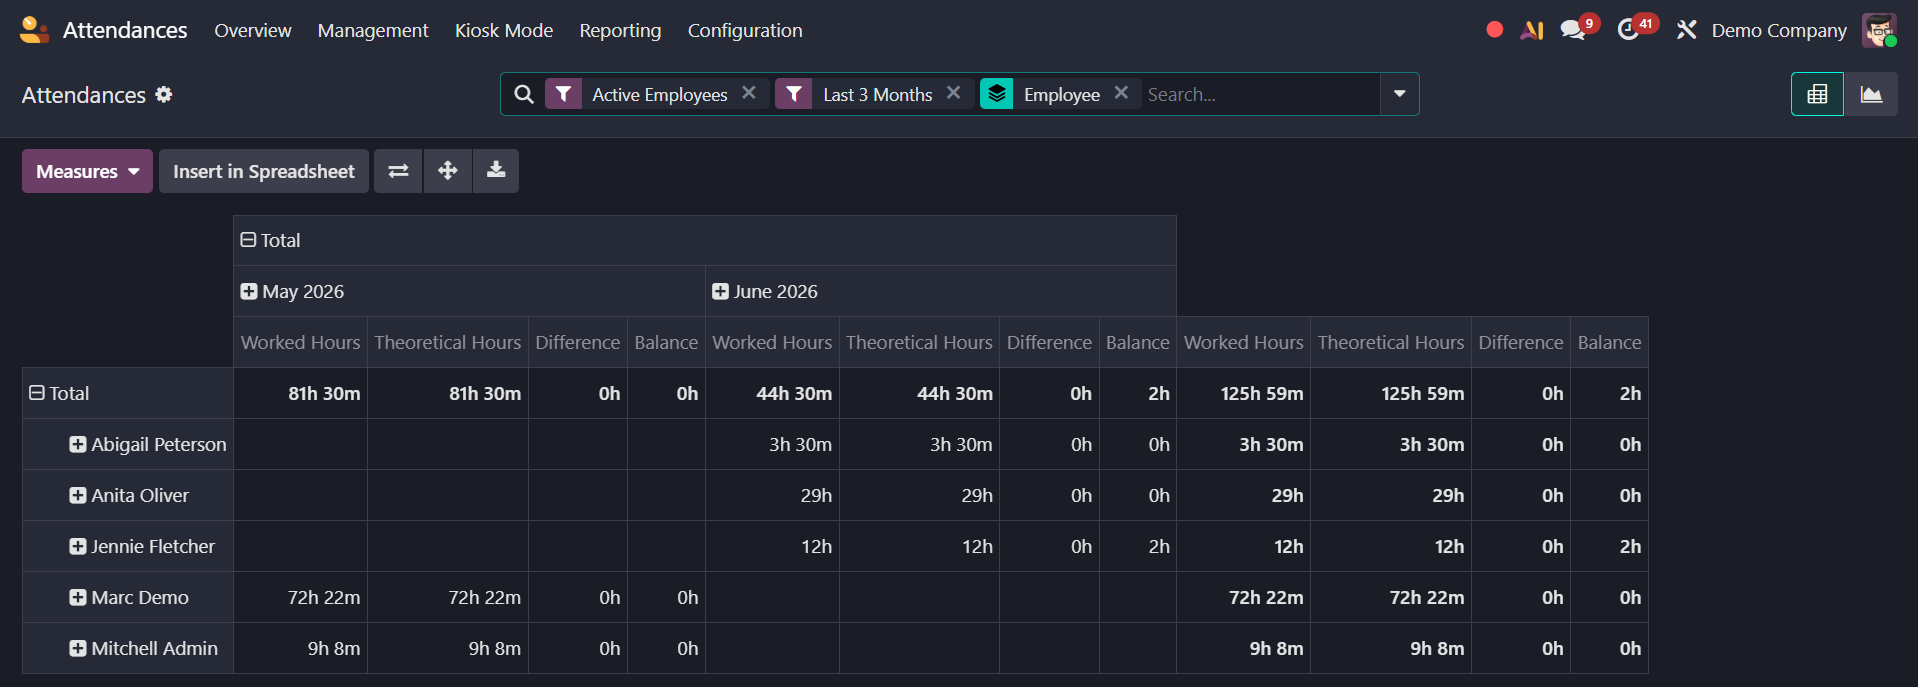 Attendances Overview Management Kiosk Mode Reporting Configuration AI 9 41 Demo Company
Attendances Active Employees Last 3 Months Employee Search...
Measures Insert in Spreadsheet
Total
May 2026 June 2026
Worked Hours Theoretical Hours Difference Balance Worked Hours Theoretical Hours Difference Balance Worked Hours Theoretical Hours Difference Balance
Total 81h 30m 81h 30m 0h 0h 44h 30m 44h 30m 0h 2h 125h 59m 125h 59m 0h 2h
Abigail Peterson 3h 30m 3h 30m 0h 0h 3h 30m 3h 30m 0h 0h
Anita Oliver 29h 29h 0h 0h 29h 29h 0h 0h
Jennie Fletcher 12h 12h 0h 2h 12h 12h 0h 2h
Marc Demo 72h 22m 72h 22m 0h 0h 72h 22m 72h 22m 0h 0h
Mitchell Admin 9h 8m 9h 8m 0h 0h 9h 8m 9h 8m 0h 0h